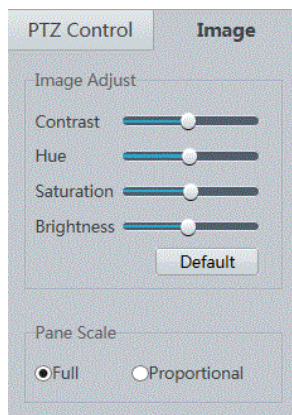 PTZ Control Image
Image Adjust
Contrast
Hue
Saturation
Brightness
Default
Pane Scale
Full Proportional